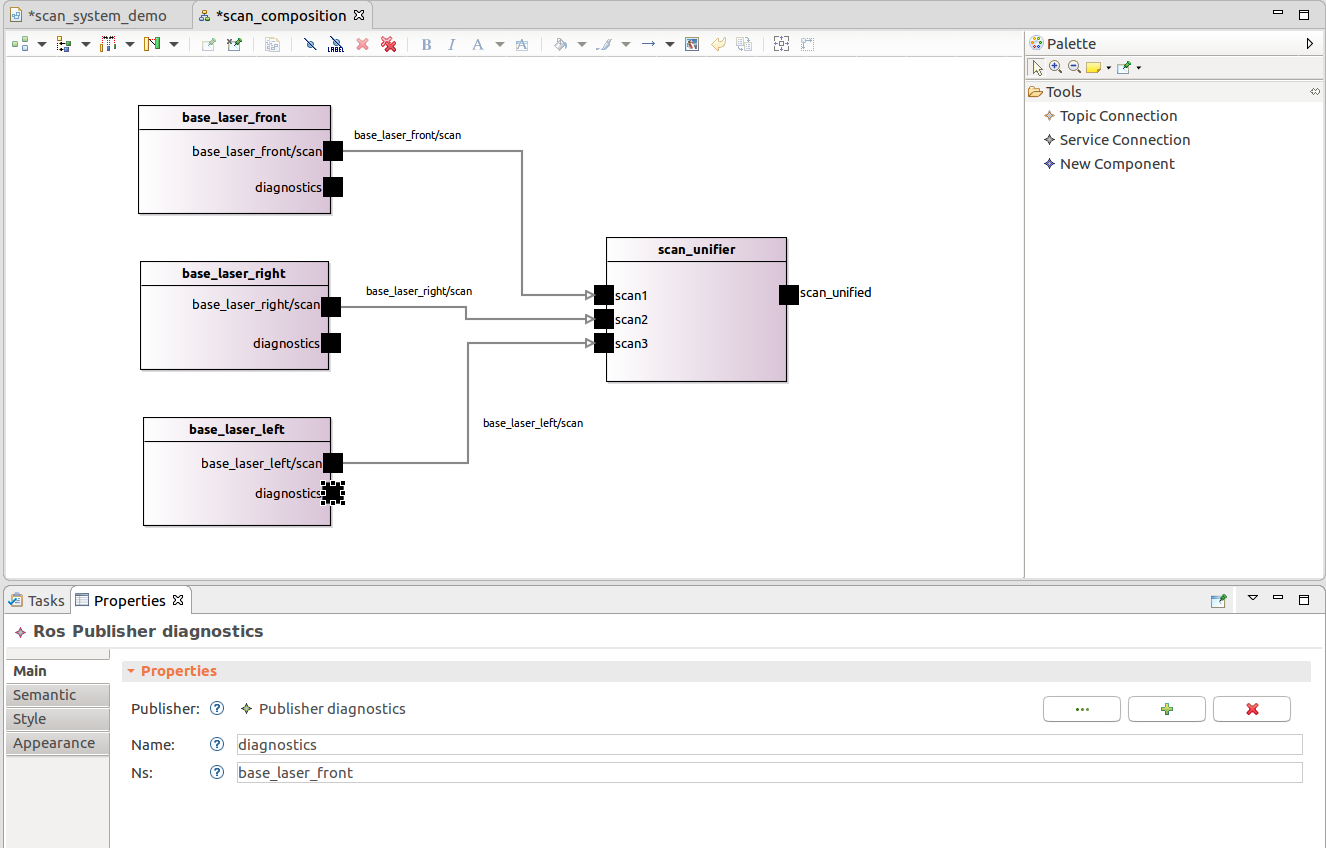 *scan_system_demo
*scan_composition
LABEL
B I A A
Palette
Tools
Topic Connection
Service Connection
New Component
base_laser_front
base_laser_front/scan
diagnostics
base_laser_front/scan
base_laser_right
base_laser_right/scan
diagnostics
base_laser_right/scan
base_laser_left
base_laser_left/scan
diagnostics
base_laser_left/scan
scan_unifier
scan1
scan2
scan3
scan_unified
Tasks
Properties
Ros Publisher diagnostics
Main
Semantic
Style
Appearance
Properties
Publisher: ? Publisher diagnostics
...
Name: ? diagnostics
Ns: ? base_laser_front